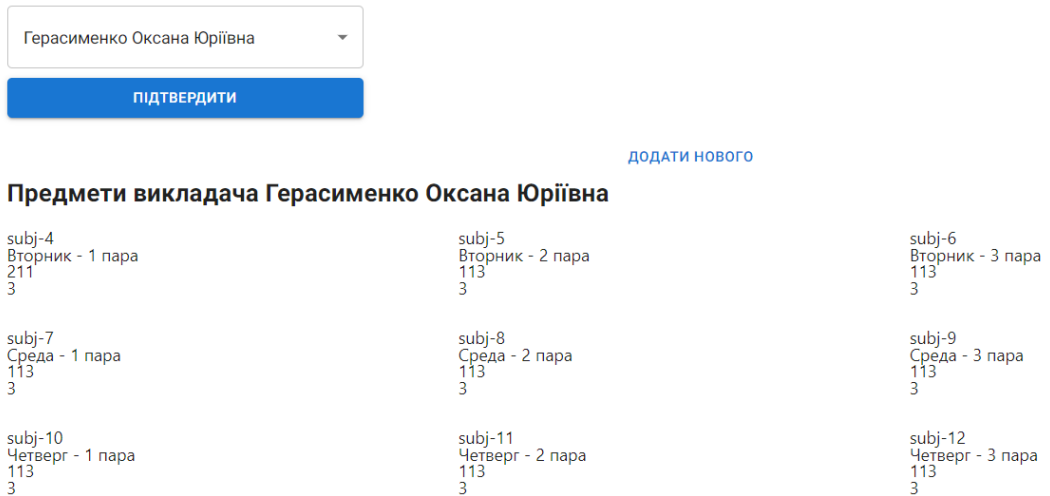 Герасименко Оксана Юріївна
ПІДТВЕРДИТИ
ДОДАТИ НОВОГО
Предмети викладача Герасименко Оксана Юріївна
subj-4
Вторник - 1 пара
211
3
subj-5
Вторник - 2 пара
113
3
subj-6
Вторник - 3 пара
113
3
subj-7
Среда - 1 пара
113
3
subj-8
Среда - 2 пара
113
3
subj-9
Среда - 3 пара
113
3
subj-10
Четверг - 1 пара
113
3
subj-11
Четверг - 2 пара
113
3
subj-12
Четверг - 3 пара
113
3